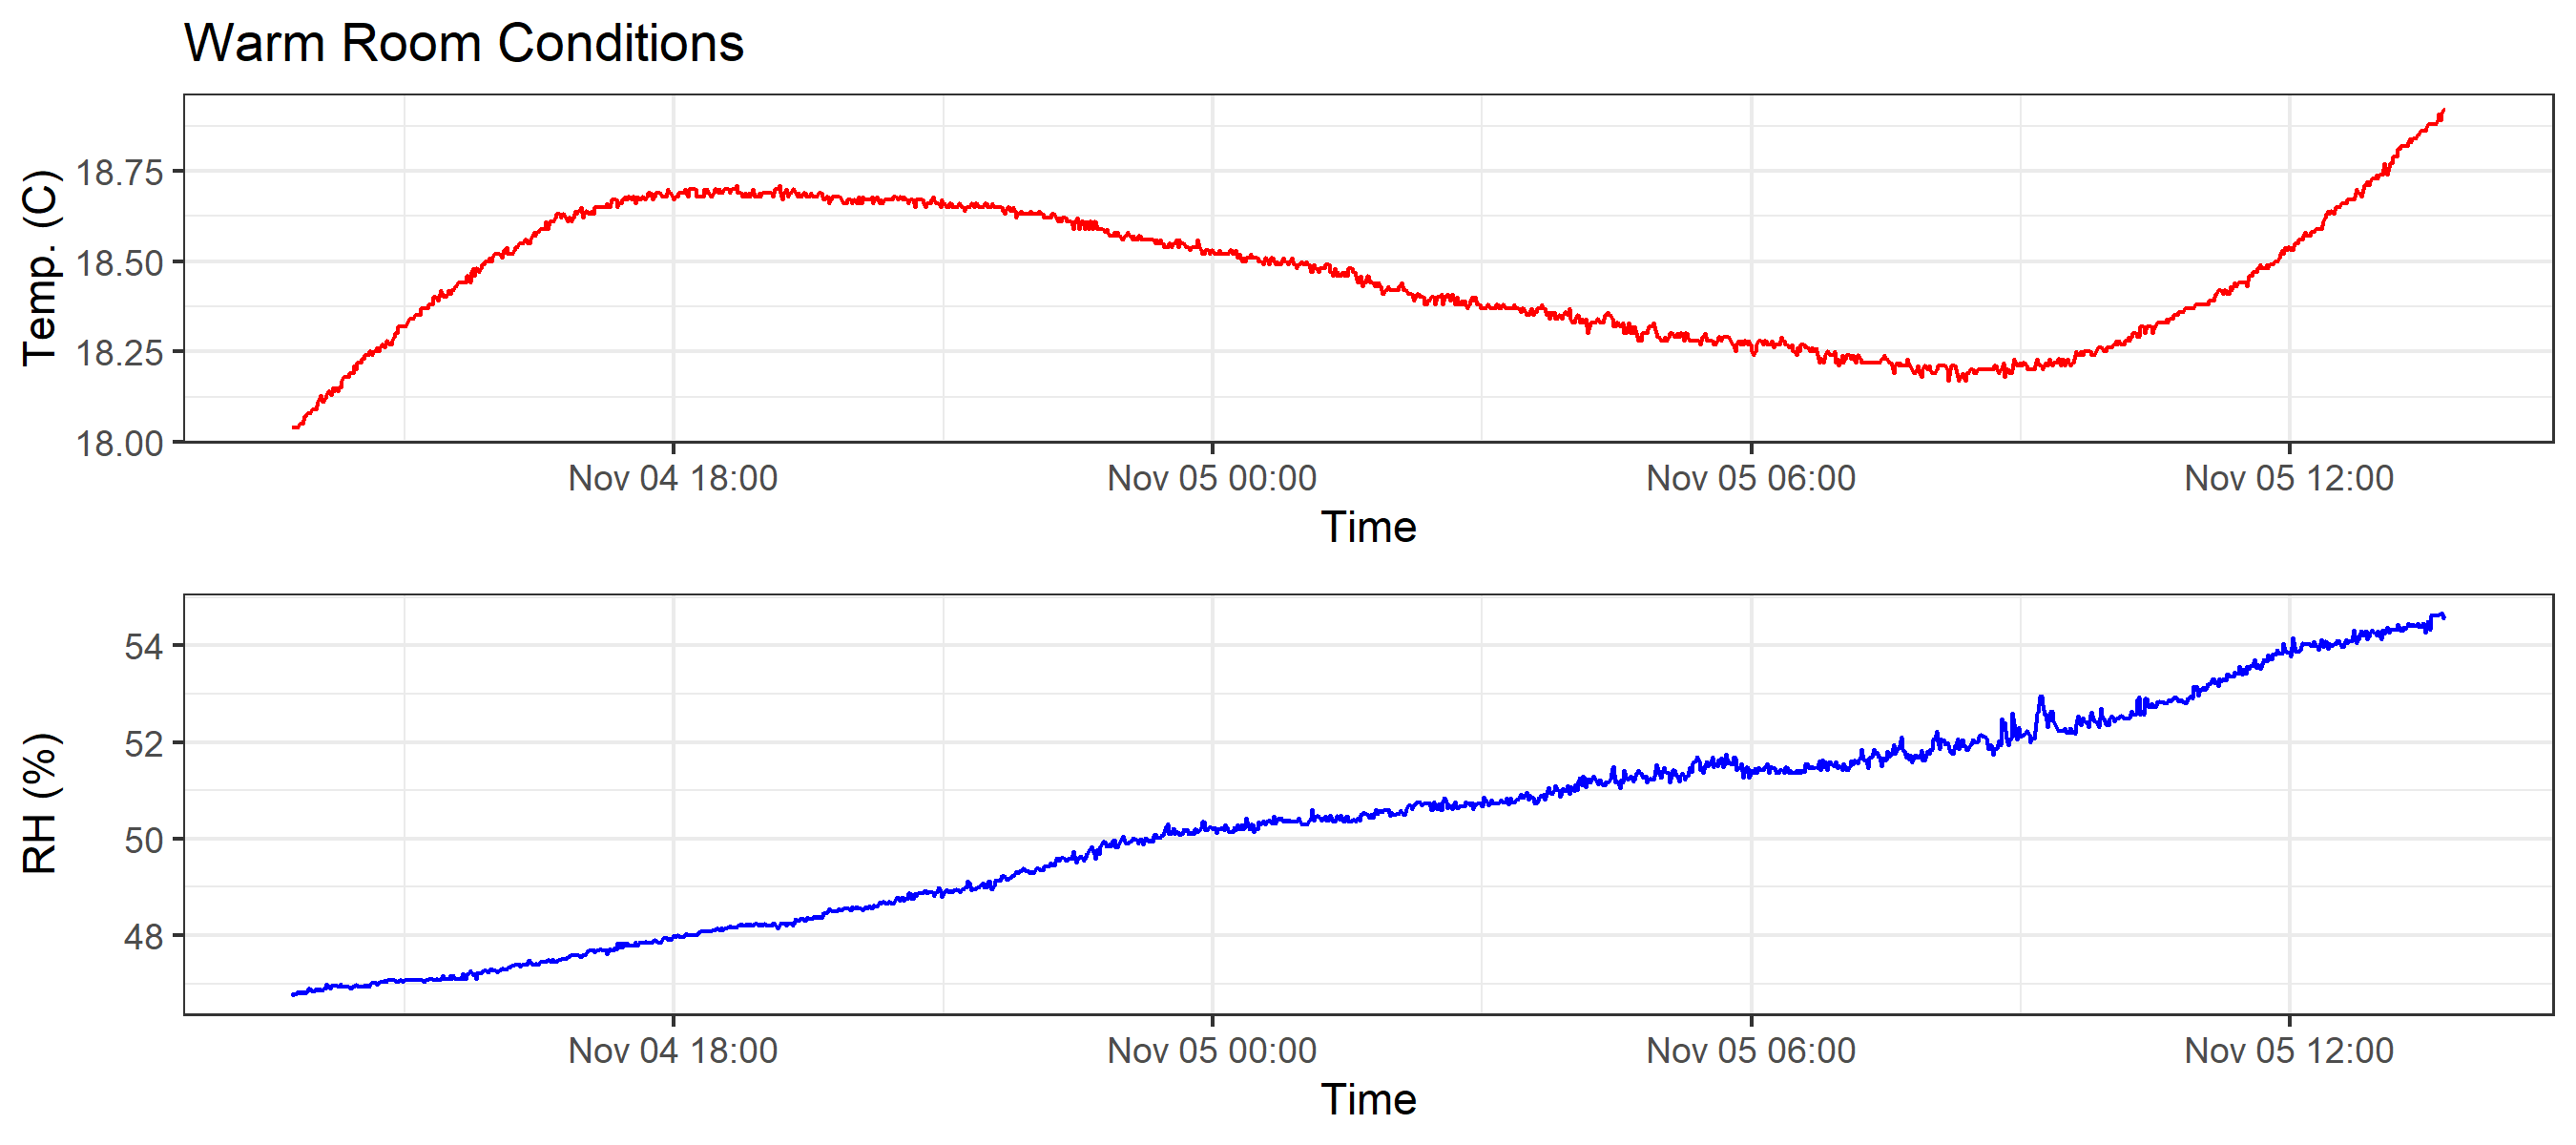 Warm Room Conditions
Temp. (C)
18.75
18.50
18.25
18.00
Nov 04 18:00 Nov 05 00:00 Nov 05 06:00 Nov 05 12:00
Time
RH (%)
54
52
50
48
Nov 04 18:00 Nov 05 00:00 Nov 05 06:00 Nov 05 12:00
Time